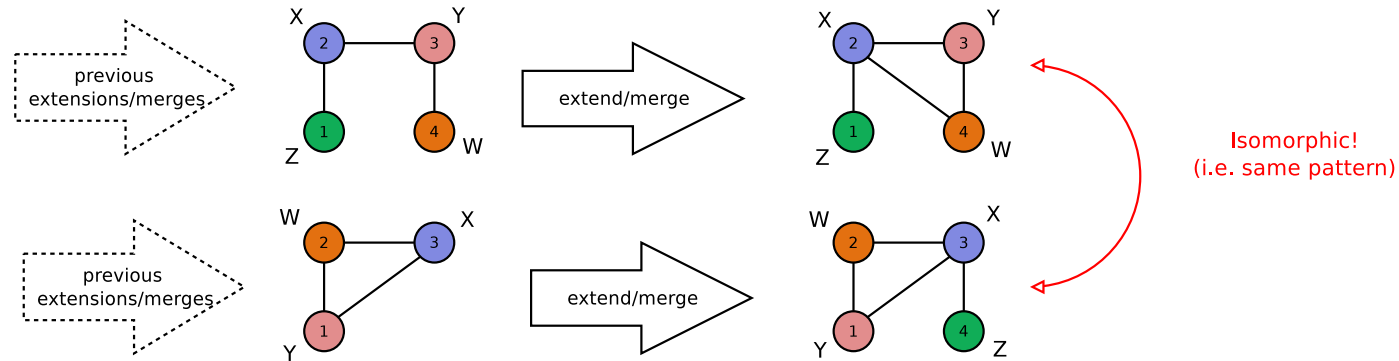 X
Y
2
3
1
4
Z
W
previous
extensions/merges
extend/merge
X
Y
2
3
1
4
Z
W
Isomorphic!
(i.e. same pattern)
W
X
2
3
1
Y
previous
extensions/merges
extend/merge
W
X
2
3
1
4
Y
Z